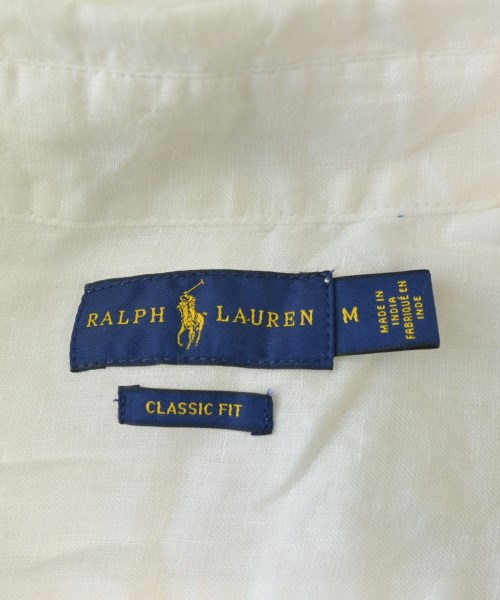 RALPH LAUREN
M
MADE IN
INDIA
FABRIQUÉ EN
INDE
CLASSIC FIT